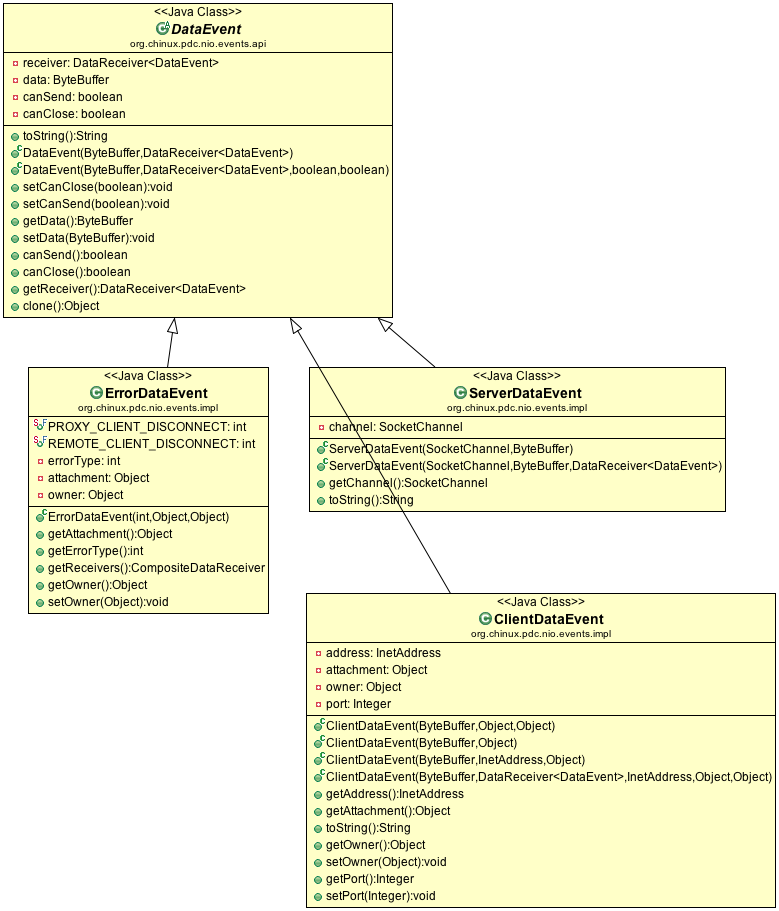 <<Java Class>>
DataEvent
org.chinux.pdc.nio.events.api
receiver: DataReceiver<DataEvent>
data: ByteBuffer
canSend: boolean
canClose: boolean
toString():String
DataEvent(ByteBuffer,DataReceiver<DataEvent>)
DataEvent(ByteBuffer,DataReceiver<DataEvent>,boolean,boolean)
setCanClose(boolean):void
setCanSend(boolean):void
getData():ByteBuffer
setData(ByteBuffer):void
canSend():boolean
canClose():boolean
getReceiver():DataReceiver<DataEvent>
clone():Object
<<Java Class>>
ErrorDataEvent
org.chinux.pdc.nio.events.impl
PROXY_CLIENT_DISCONNECT: int
REMOTE_CLIENT_DISCONNECT: int
errorType: int
attachment: Object
owner: Object
ErrorDataEvent(int,Object,Object)
getAttachment():Object
getErrorType():int
getReceivers():CompositeDataReceiver
getOwner():Object
setOwner(Object):void
<<Java Class>>
ServerDataEvent
org.chinux.pdc.nio.events.impl
channel: SocketChannel
ServerDataEvent(SocketChannel,ByteBuffer)
ServerDataEvent(SocketChannel,ByteBuffer,DataReceiver<DataEvent>)
getChannel():SocketChannel
toString():String
<<Java Class>>
ClientDataEvent
org.chinux.pdc.nio.events.impl
address: InetAddress
attachment: Object
owner: Object
port: Integer
ClientDataEvent(ByteBuffer,Object,Object)
ClientDataEvent(ByteBuffer,Object)
ClientDataEvent(ByteBuffer,InetAddress,Object)
ClientDataEvent(ByteBuffer,DataReceiver<DataEvent>,InetAddress,Object,Object)
getAddress():InetAddress
getAttachment():Object
toString():String
getOwner():Object
setOwner(Object):void
getPort():Integer
setPort(Integer):void